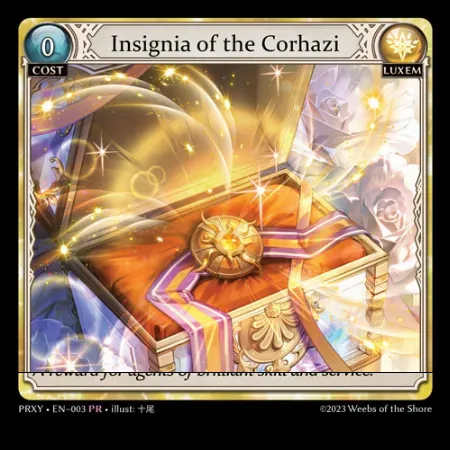 0
Insignia of the Corhazi
COST
LUXEM
A reward for agents of brilliant skill and service.
PRXY • EN-003 PR • illust: 十尾
©2023 Weebs of the Shore